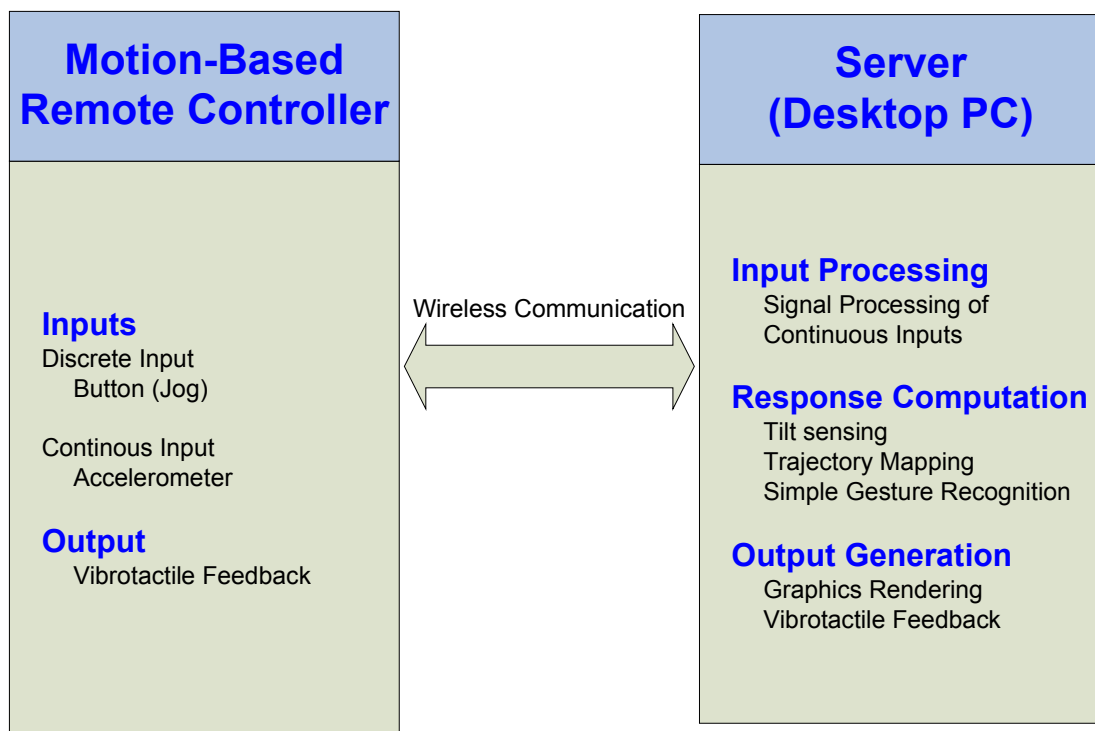 Motion-Based
Remote Controller
Inputs
Discrete Input
Button (Jog)
Continous Input
Accelerometer
Output
Vibrotactile Feedback
Wireless Communication
Server
(Desktop PC)
Input Processing
Signal Processing of
Continuous Inputs
Response Computation
Tilt sensing
Trajectory Mapping
Simple Gesture Recognition
Output Generation
Graphics Rendering
Vibrotactile Feedback